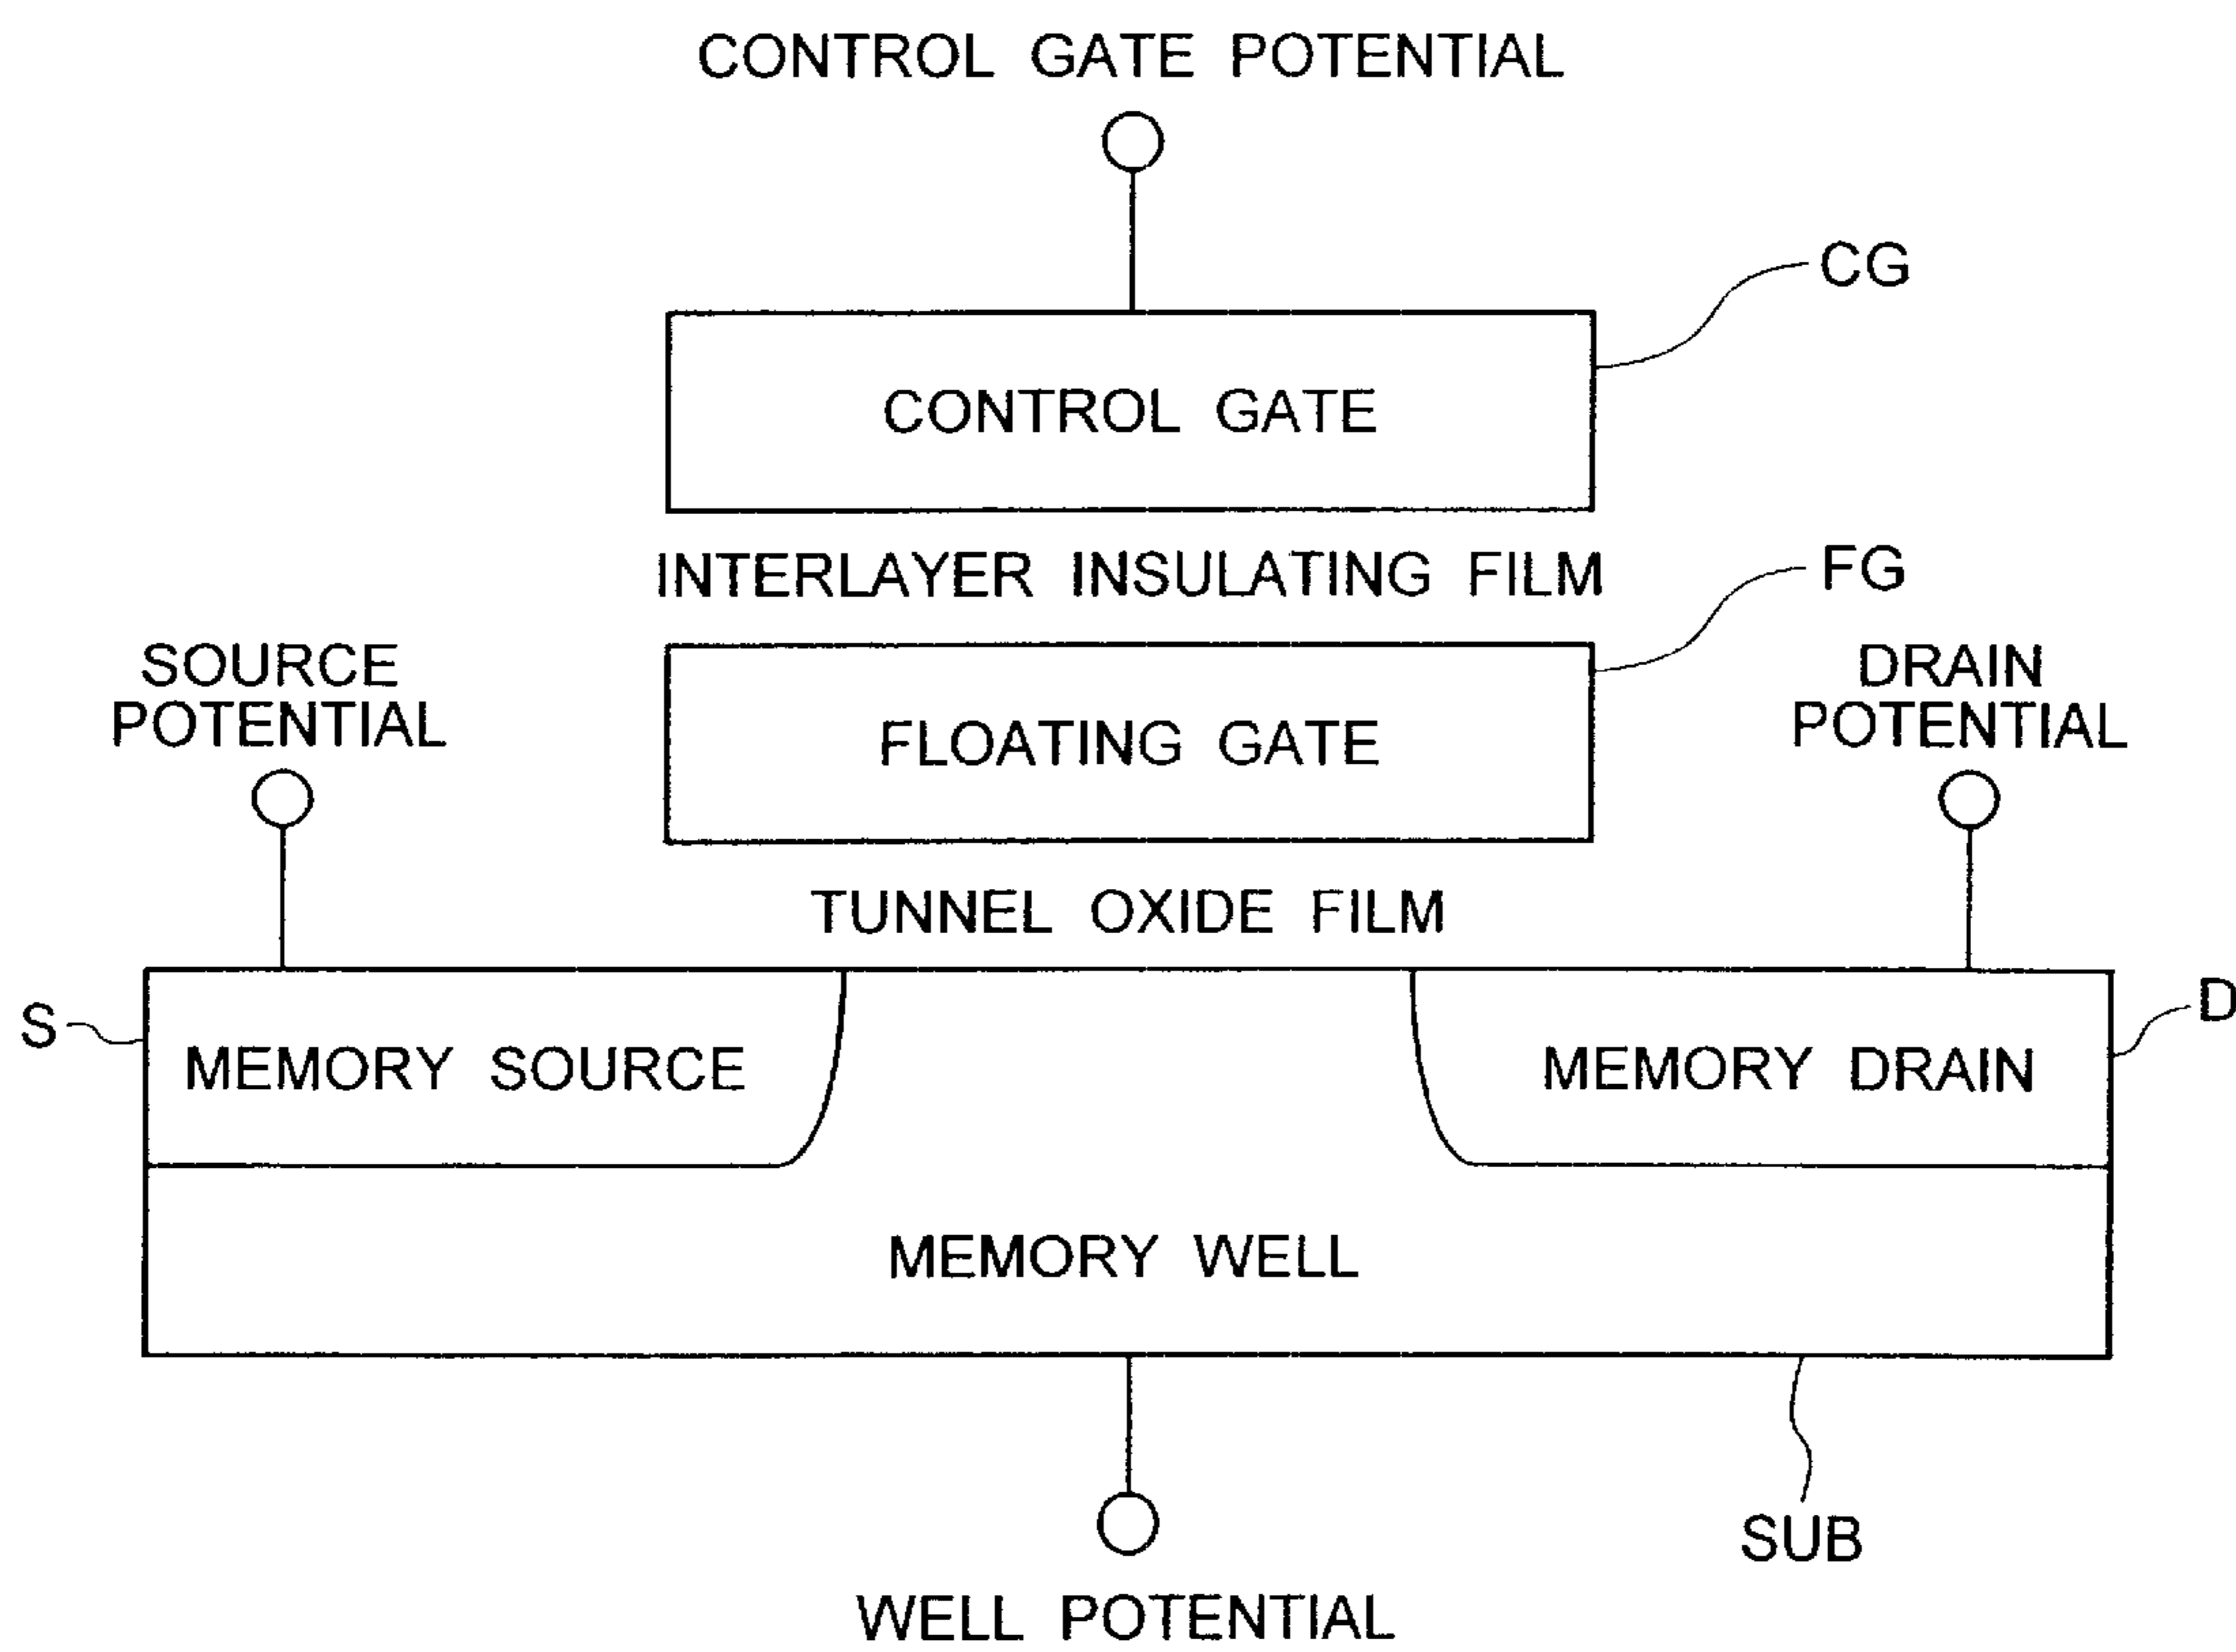 CONTROL GATE POTENTIAL
CG
CONTROL GATE
INTERLAYER INSULATING FILM
FG
SOURCE
POTENTIAL
DRAIN
POTENTIAL
FLOATING GATE
TUNNEL OXIDE FILM
S
D
MEMORY SOURCE
MEMORY DRAIN
MEMORY WELL
SUB
WELL POTENTIAL